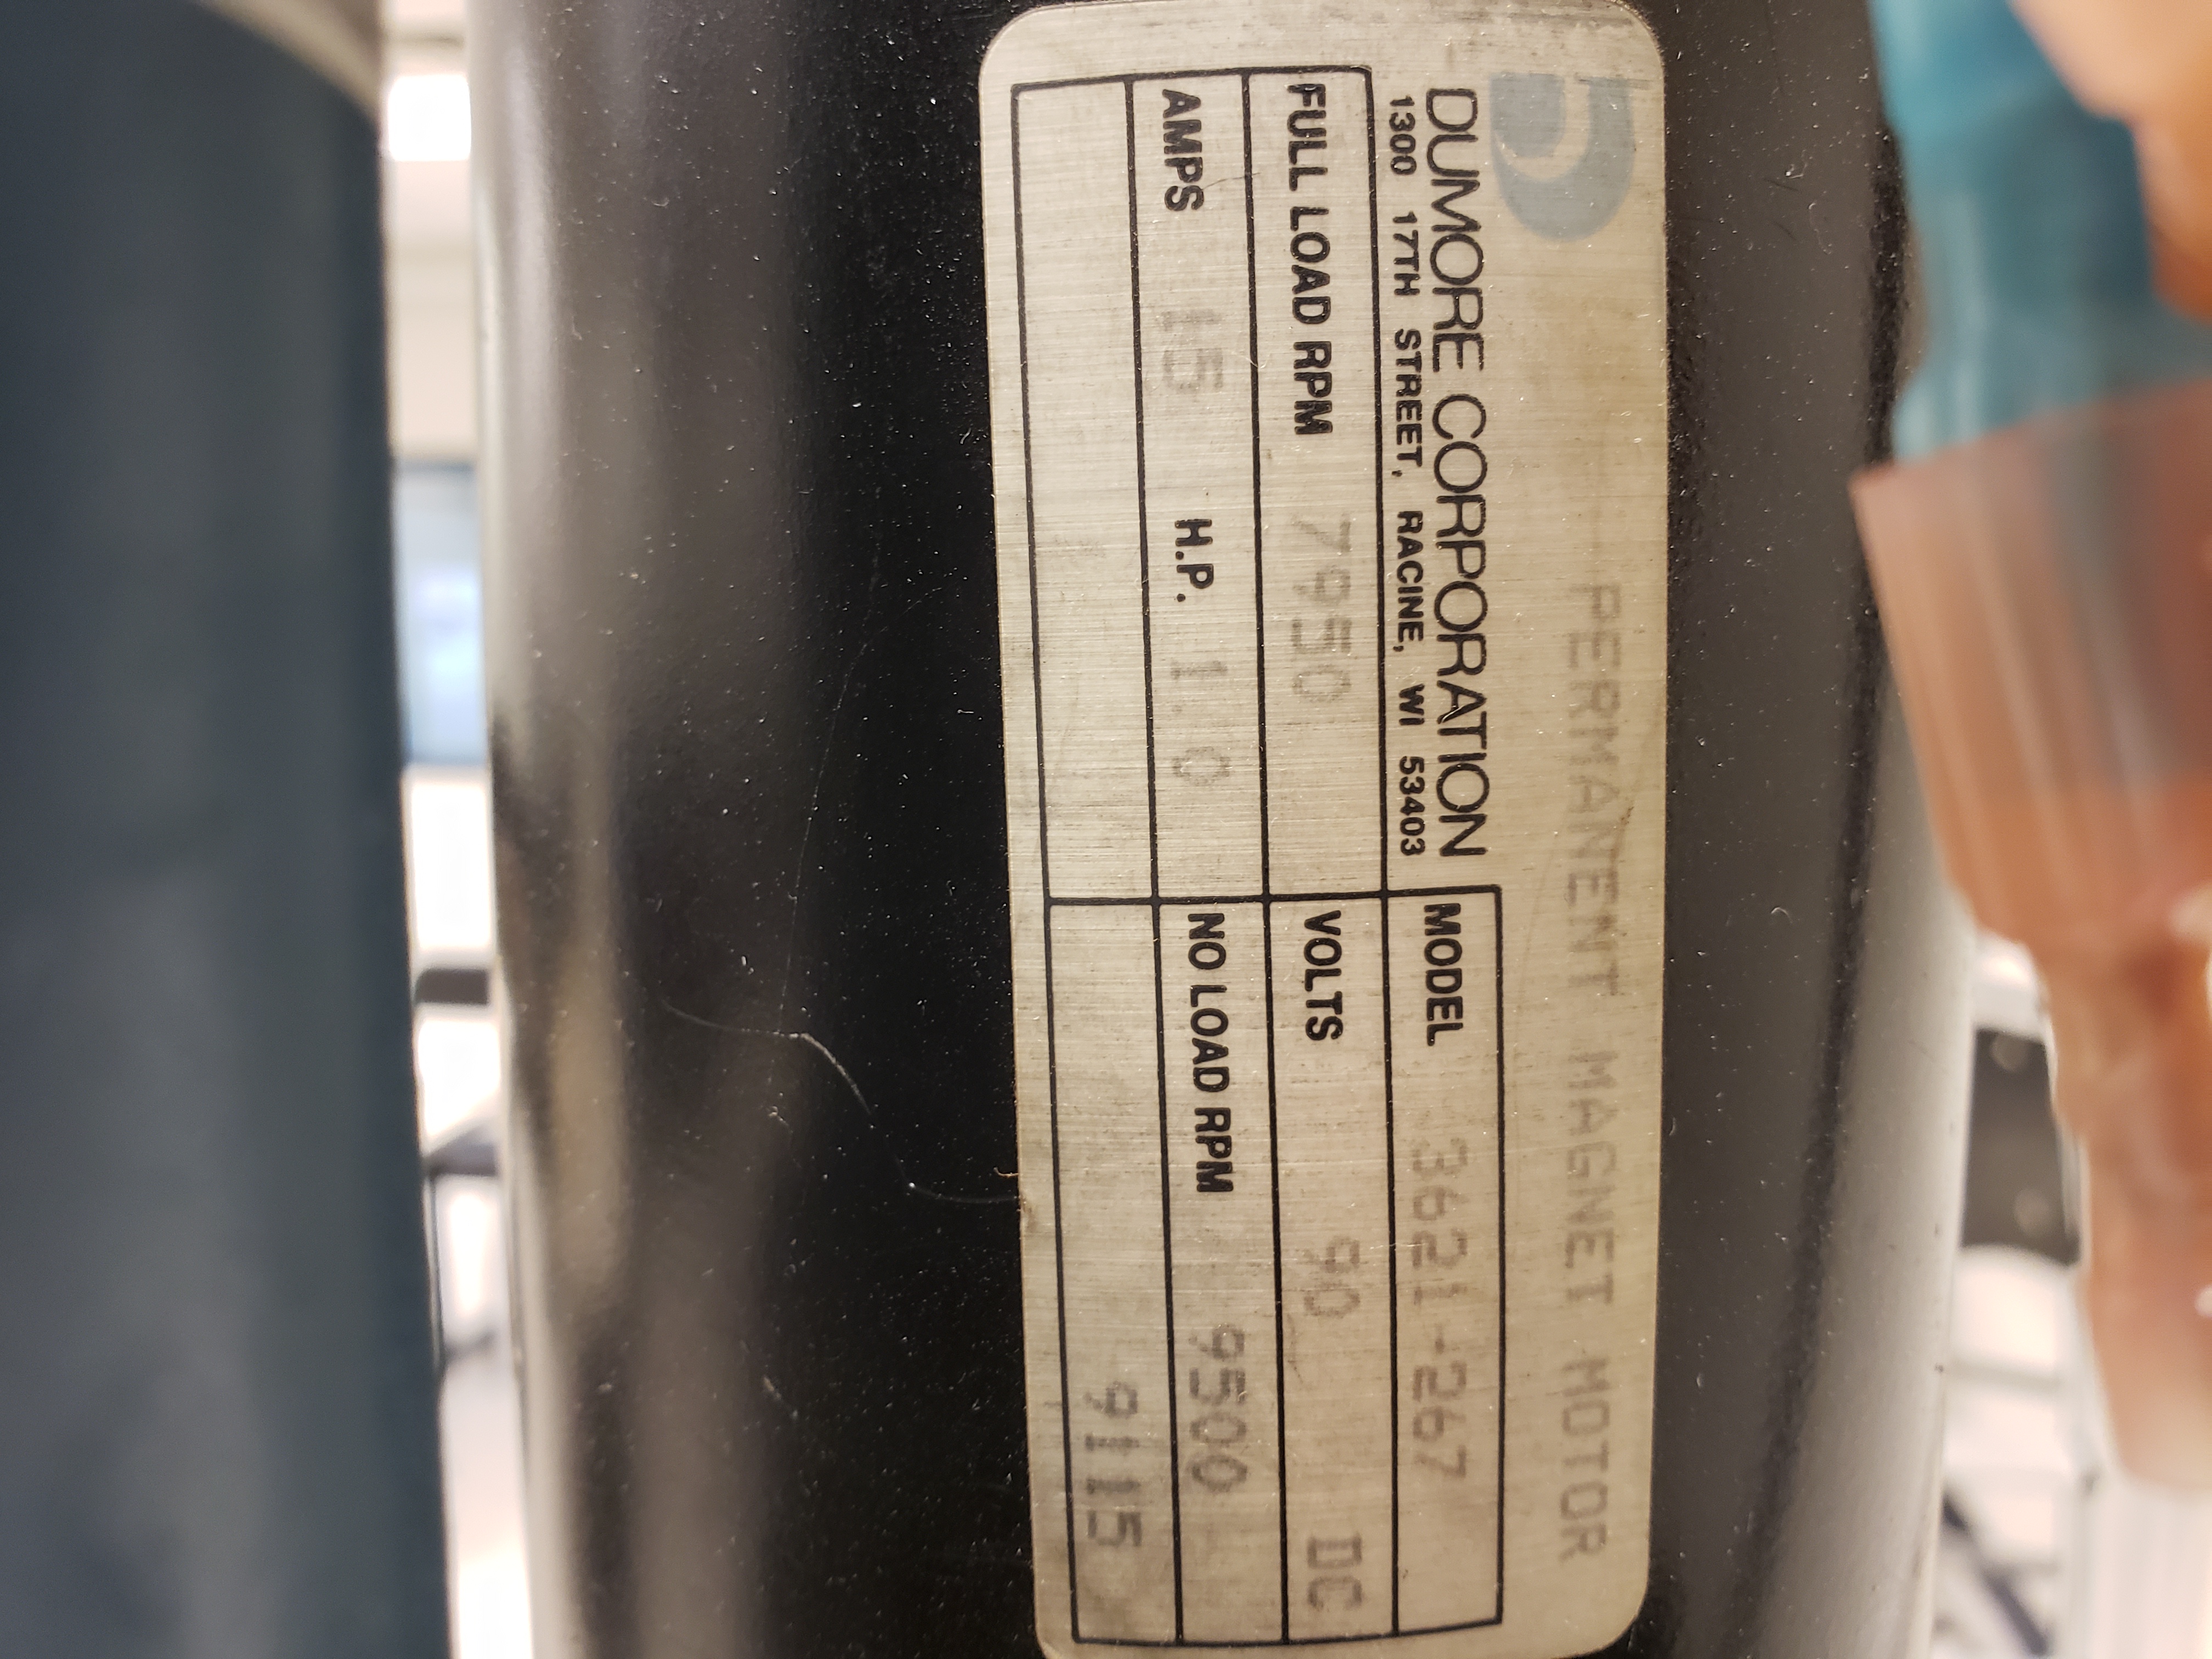 PERMANENT MAGNET MOTOR
DUMORE CORPORATION
1300 17TH STREET, RACINE, WI 53403
MODEL 3621-267
FULL LOAD RPM 7950 VOLTS 90 DC
AMPS H.P. 1.0 NO LOAD RPM 9500
9115